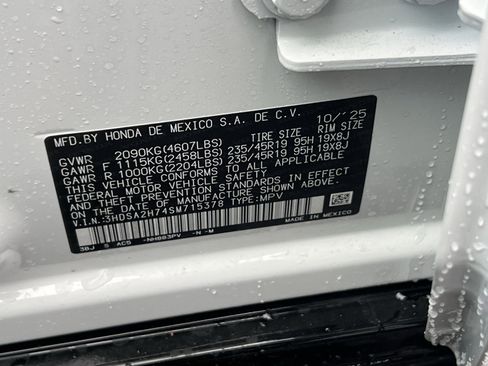 MFD.BY HONDA DE MEXICO S.A. DE C.V. 10/'25
TIRE SIZE RIM SIZE
GVWR 2090KG(4607LBS)
GAWR F 1115KG(2458LBS) 235/45R19 95H 19X8J
GAWR R 1000KG(2204LBS) 235/45R19 95H 19X8J
THIS VEHICLE CONFORMS TO ALL APPLICABLE
FEDERAL MOTOR VEHICLE SAFETY
AND THEFT PREVENTION STANDARDS IN EFFECT
ON THE DATE OF MANUFACTURE SHOWN ABOVE.
V.I.N.:3HDSA2H74SM715378 TYPE:MPV
38J S AC5 -NH883PV -N -M
MADE IN MEXICO